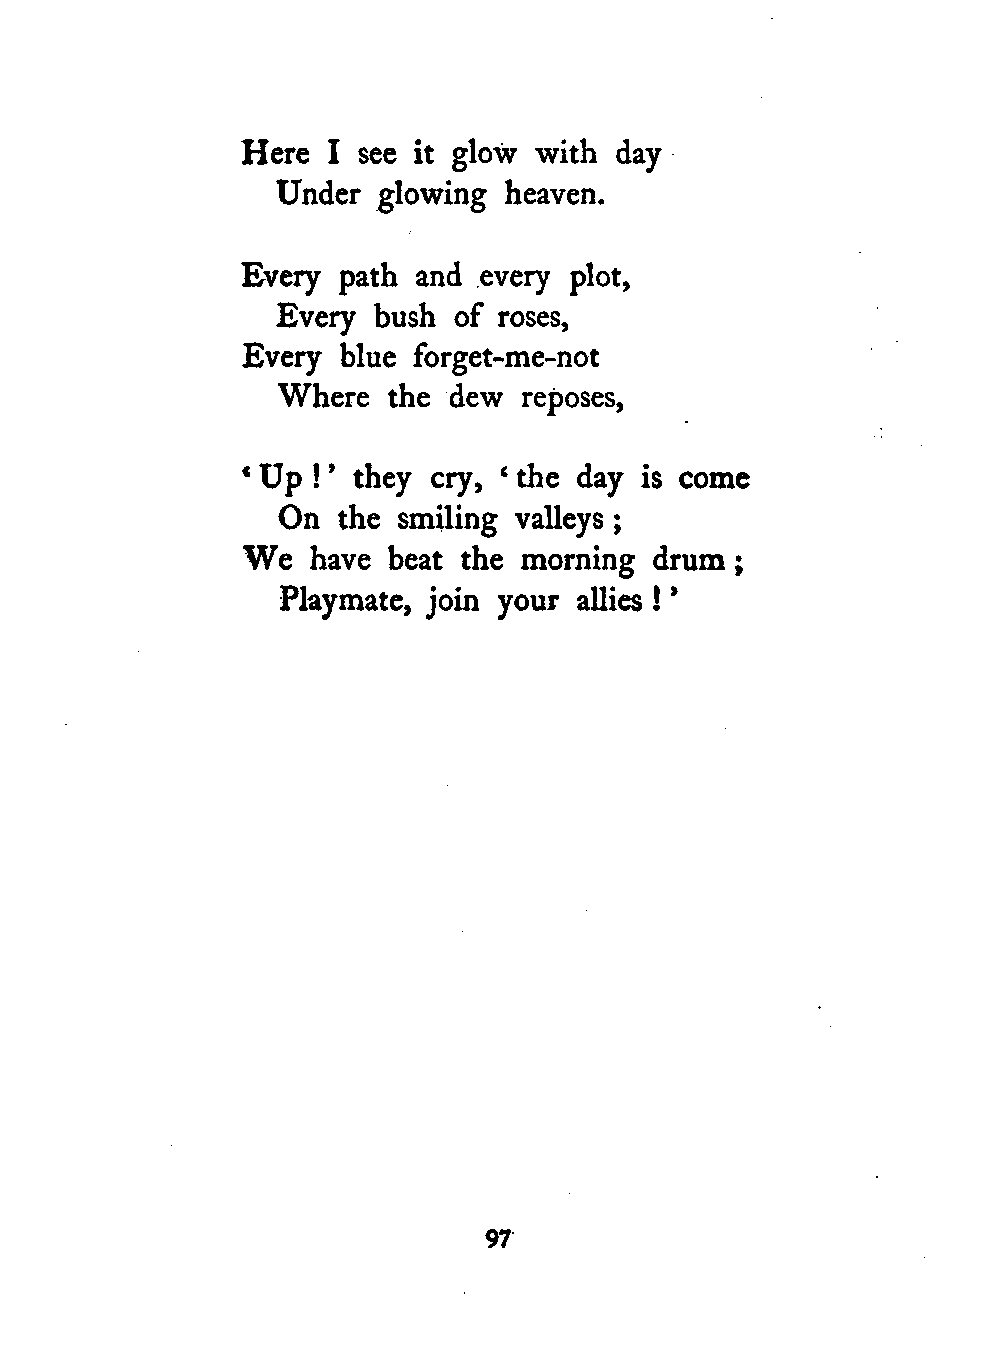 Here I see it glow with day
Under glowing heaven.

Every path and every plot,
Every bush of roses,
Every blue forget-me-not
Where the dew reposes,

‘Up!’ they cry, ‘the day is come
On the smiling valleys;
We have beat the morning drum;
Playmate, join your allies!’

97